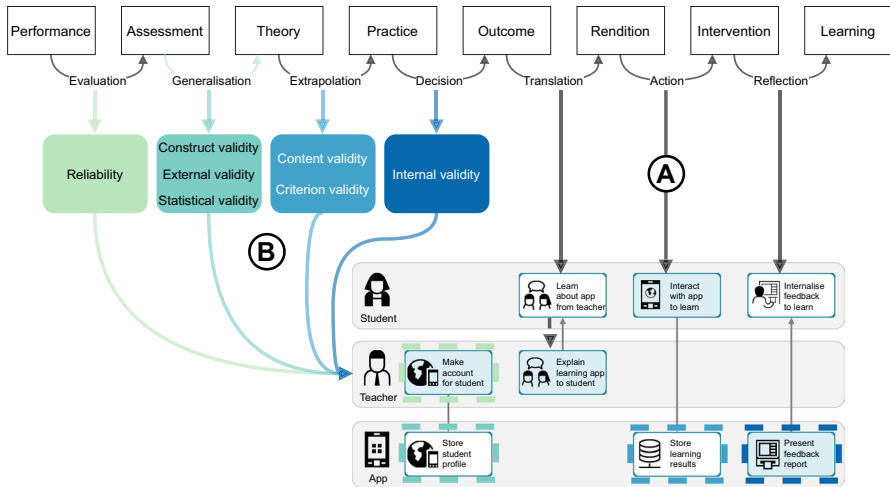 Performance
Assessment
Theory
Practice
Outcome
Rendition
Intervention
Learning
Evaluation
Generalisation
Extrapolation
Decision
Translation
Action
Reflection
Reliability
Construct validity
External validity
Statistical validity
Content validity
Criterion validity
Internal validity
A
B
Student
Learn
about app
from teacher
Interact
with app
to learn
Internalise
feedback
to learn
Teacher
Make
account
for student
Explain
learning app
to student
App
Store
student
profile
Store
learning
results
Present
feedback
report